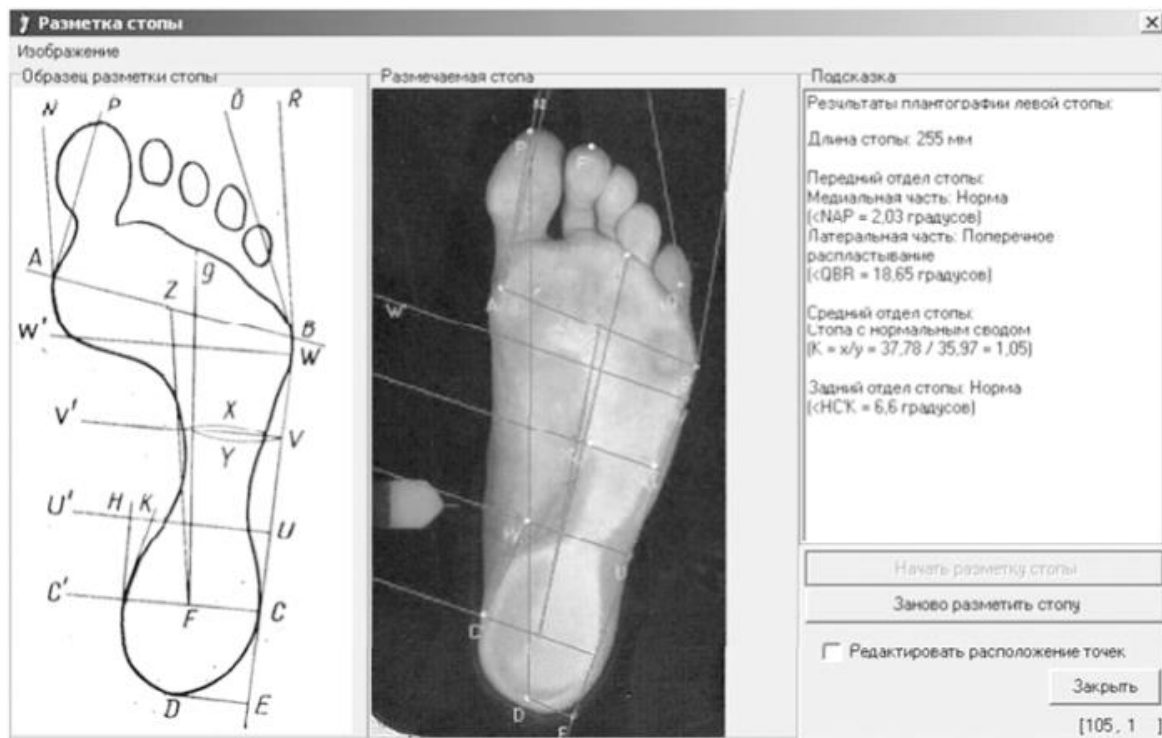 Разметка стопы
Изображение
Образец разметки стопы
N P Q R
A
g
Z
B
W' W
V' X V
Y
U' H K U
C' F C
D E
Размечаемая стопа
N
P F
W'
D
D E
Подсказка
Результаты плантографии левой стопы:
Длина стопы: 255 мм
Передний отдел стопы:
Медиальная часть: Норма
(<NAP = 2,03 градусов)
Латеральная часть: Поперечное
распластывание
(<QBR = 18,65 градусов)
Средний отдел стопы:
Стопа с нормальным сводом
(K = x/y = 37,78 / 35,97 = 1,05)
Задний отдел стопы: Норма
(<HC'K = 6,6 градусов)
Начать разметку стопы
Заново разметить стопу
Редактировать расположение точек
Закрыть
[105, 1 ]